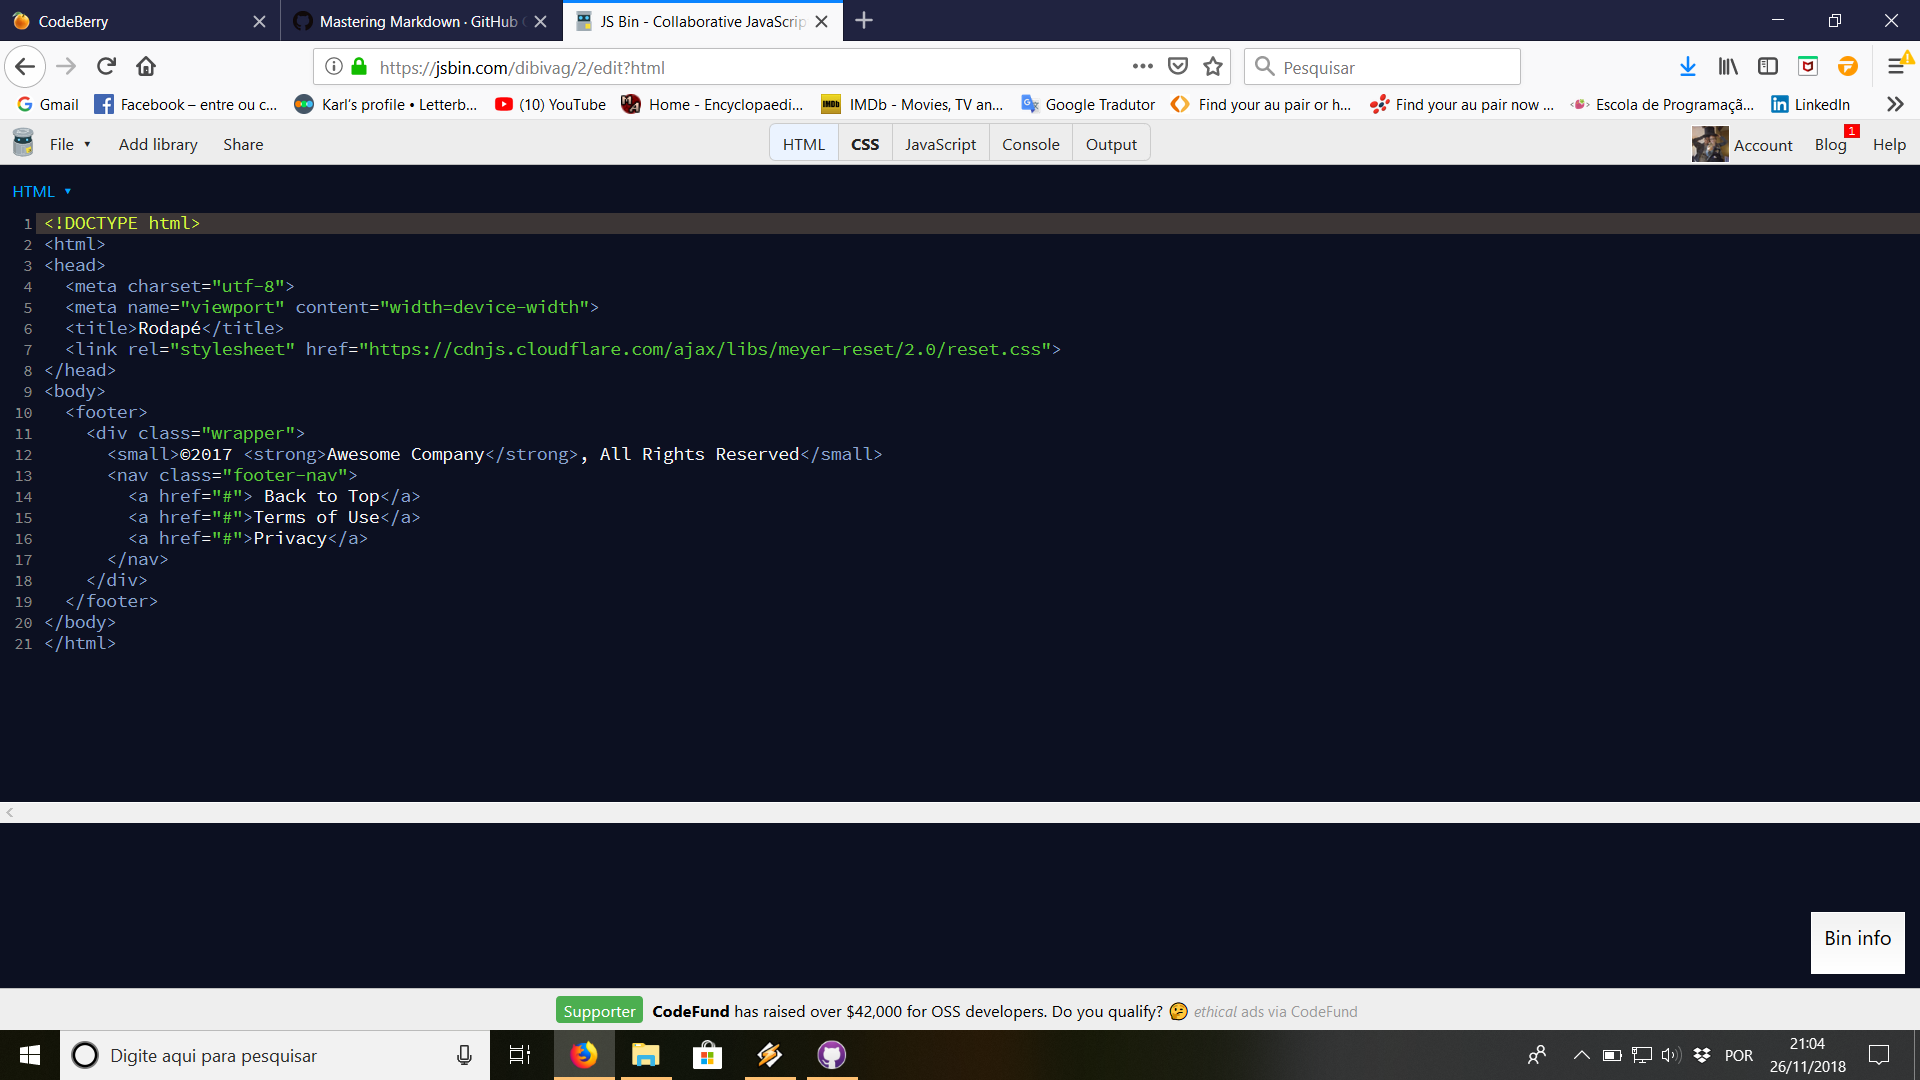 CodeBerry
Mastering Markdown · GitHub
JS Bin - Collaborative JavaScrip
https://jsbin.com/dibivag/2/edit?html
Pesquisar
Gmail
Facebook – entre ou c...
Karl's profile • Letterb...
(10) YouTube
Home - Encyclopaedi...
IMDb
IMDb - Movies, TV an...
Google Tradutor
Find your au pair or h...
Find your au pair now ...
Escola de Programaçã...
LinkedIn
File
Add library
Share
HTML
CSS
JavaScript
Console
Output
Account
Blog
1
Help
HTML
1 <!DOCTYPE html>
2 <html>
3 <head>
4 <meta charset="utf-8">
5 <meta name="viewport" content="width=device-width">
6 <title>Rodapé</title>
7 <link rel="stylesheet" href="https://cdnjs.cloudflare.com/ajax/libs/meyer-reset/2.0/reset.css">
8 </head>
9 <body>
10 <footer>
11 <div class="wrapper">
12 <small>©2017 <strong>Awesome Company</strong>, All Rights Reserved</small>
13 <nav class="footer-nav">
14 <a href="#"> Back to Top</a>
15 <a href="#">Terms of Use</a>
16 <a href="#">Privacy</a>
17 </nav>
18 </div>
19 </footer>
20 </body>
21 </html>
Bin info
Supporter CodeFund has raised over $42,000 for OSS developers. Do you qualify? 🤔 ethical ads via CodeFund
Digite aqui para pesquisar
POR
21:04
26/11/2018